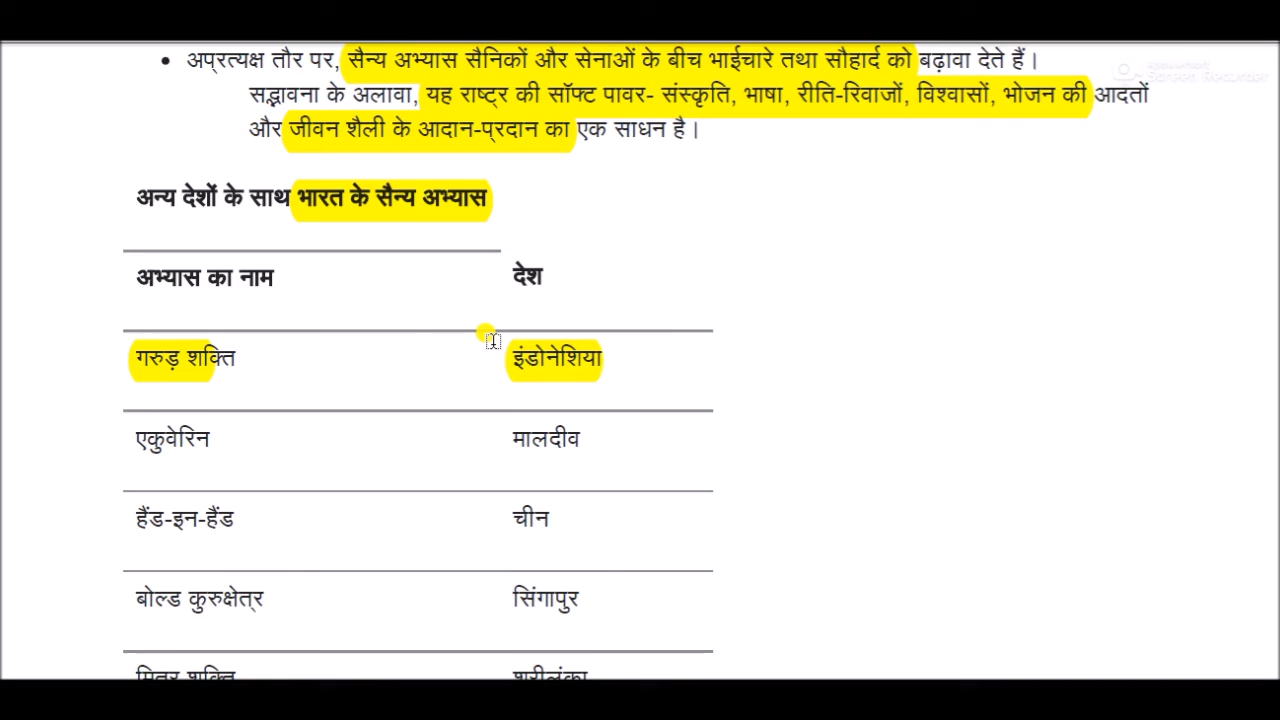 • अप्रत्यक्ष तौर पर, सैन्य अभ्यास सैनिकों और सेनाओं के बीच भाईचारे तथा सौहार्द को बढ़ावा देते हैं।
सद्भावना के अलावा, यह राष्ट्र की सॉफ्ट पावर- संस्कृति, भाषा, रीति-रिवाजों, विश्वासों, भोजन की आदतों
और जीवन शैली के आदान-प्रदान का एक साधन है।
अन्य देशों के साथ भारत के सैन्य अभ्यास
अभ्यास का नाम देश
गरुड़ शक्ति इंडोनेशिया
एकुवेरिन मालदीव
हैंड-इन-हैंड चीन
बोल्ड कुरुक्षेत्र सिंगापुर
मित्र शक्ति श्रीलंका